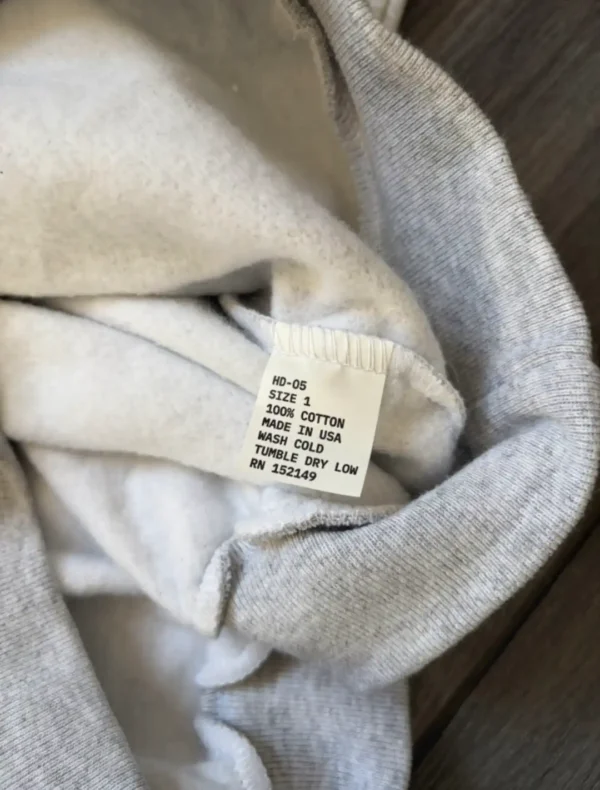 HD-05
SIZE 1
100% COTTON
MADE IN USA
WASH COLD
TUMBLE DRY LOW
RN 152149